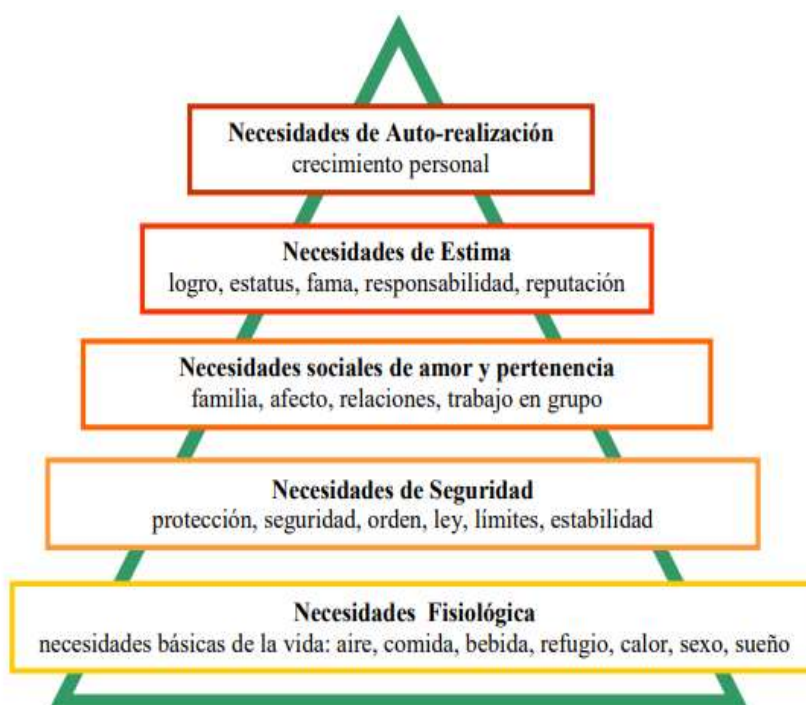 Necesidades de Auto-realización
crecimiento personal
Necesidades de Estima
logro, estatus, fama, responsabilidad, reputación
Necesidades sociales de amor y pertenencia
familia, afecto, relaciones, trabajo en grupo
Necesidades de Seguridad
protección, seguridad, orden, ley, límites, estabilidad
Necesidades Fisiológica
necesidades básicas de la vida: aire, comida, bebida, refugio, calor, sexo, sueño